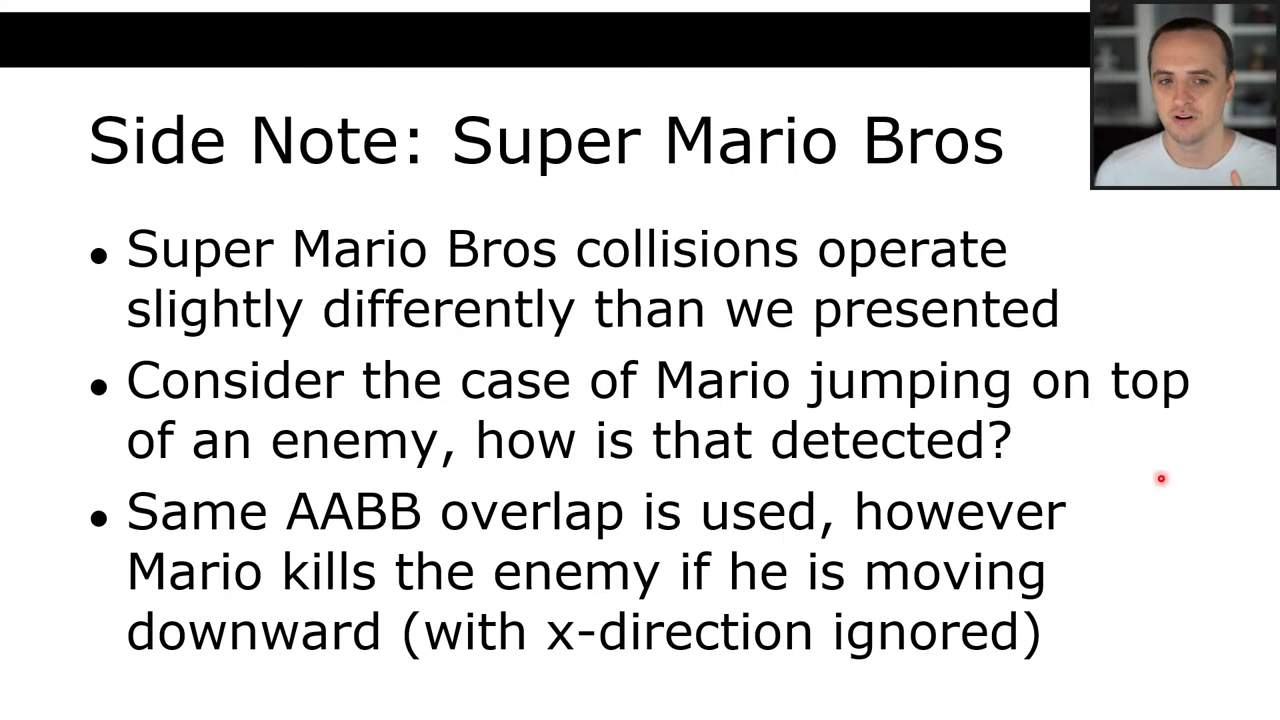 Side Note: Super Mario Bros
• Super Mario Bros collisions operate
slightly differently than we presented
• Consider the case of Mario jumping on top
of an enemy, how is that detected?
• Same AABB overlap is used, however
Mario kills the enemy if he is moving
downward (with x-direction ignored)